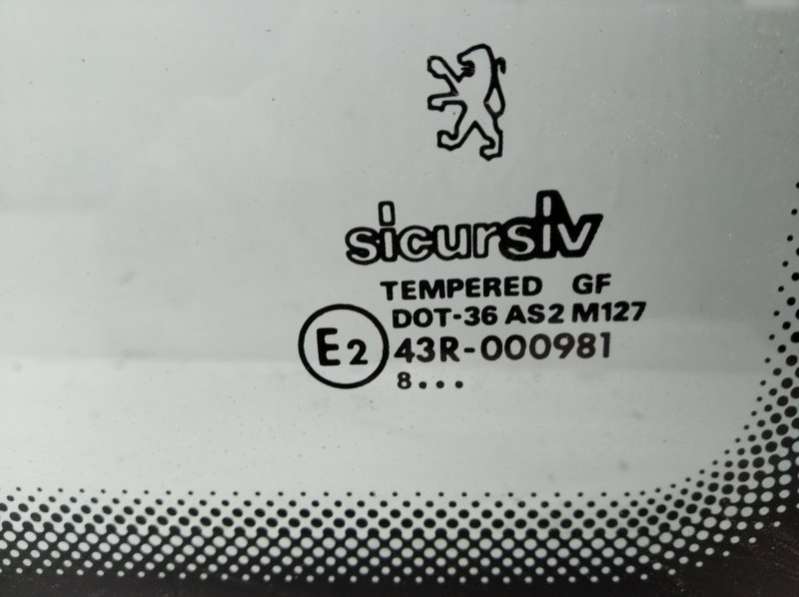 sicursiv
TEMPERED GF
DOT-36 AS2 M127
E2 43R-000981
8...